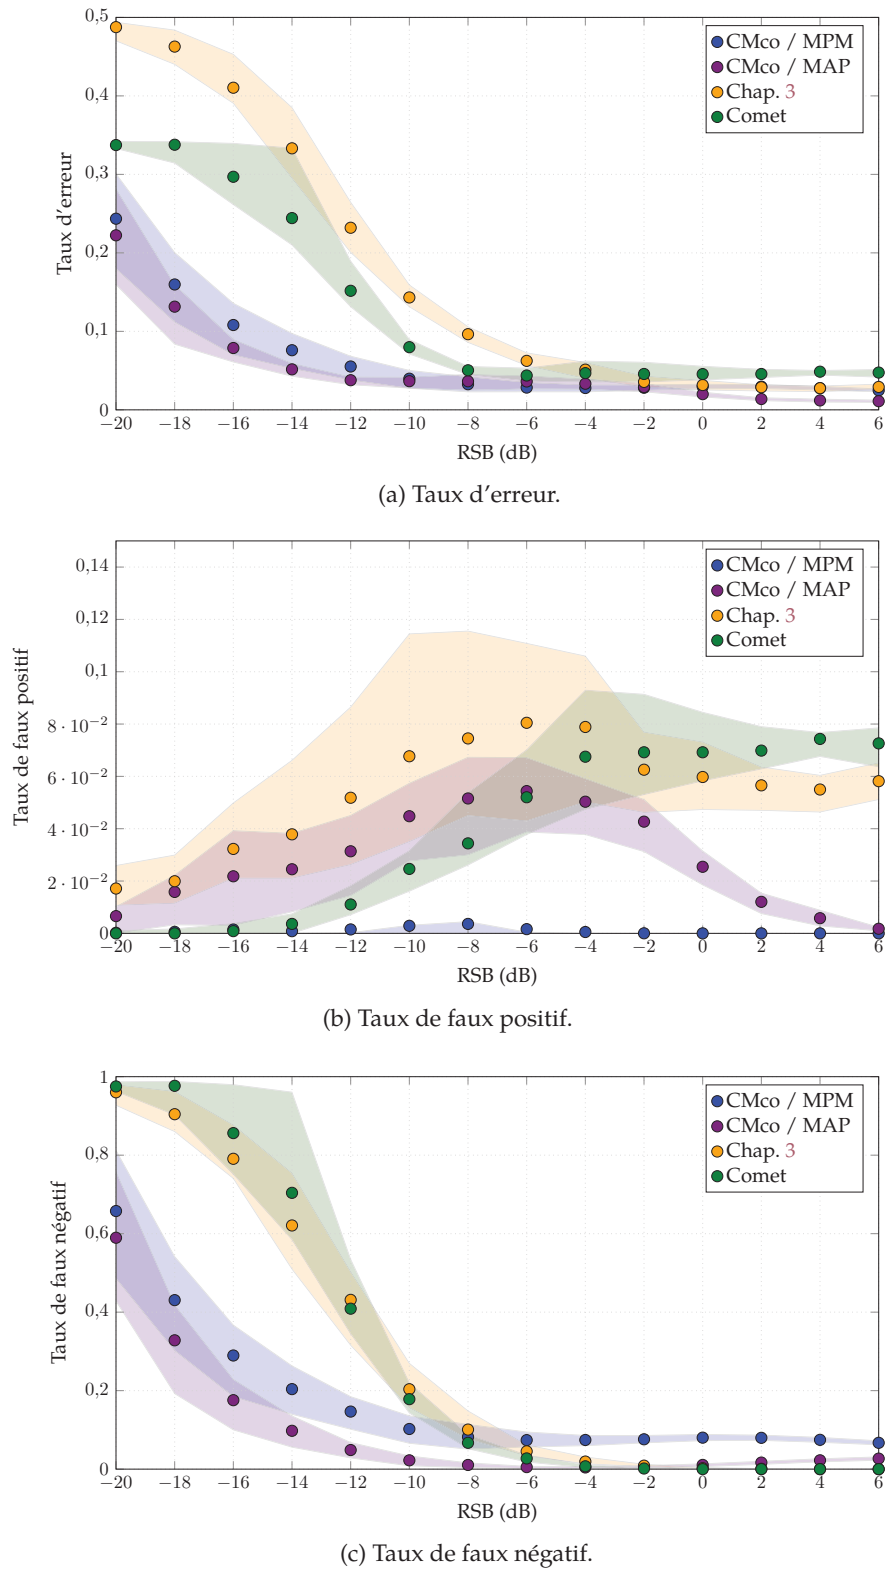 0,5
0,4
0,3
0,2
0,1
0
Taux d'erreur
CMco / MPM
CMco / MAP
Chap. 3
Comet
−20 −18 −16 −14 −12 −10 −8 −6 −4 −2 0 2 4 6
RSB (dB)
(a) Taux d'erreur.
0,14
0,12
0,1
8 · 10⁻²
6 · 10⁻²
4 · 10⁻²
2 · 10⁻²
0
Taux de faux positif
CMco / MPM
CMco / MAP
Chap. 3
Comet
−20 −18 −16 −14 −12 −10 −8 −6 −4 −2 0 2 4 6
RSB (dB)
(b) Taux de faux positif.
1
0,8
0,6
0,4
0,2
0
Taux de faux négatif
CMco / MPM
CMco / MAP
Chap. 3
Comet
−20 −18 −16 −14 −12 −10 −8 −6 −4 −2 0 2 4 6
RSB (dB)
(c) Taux de faux négatif.